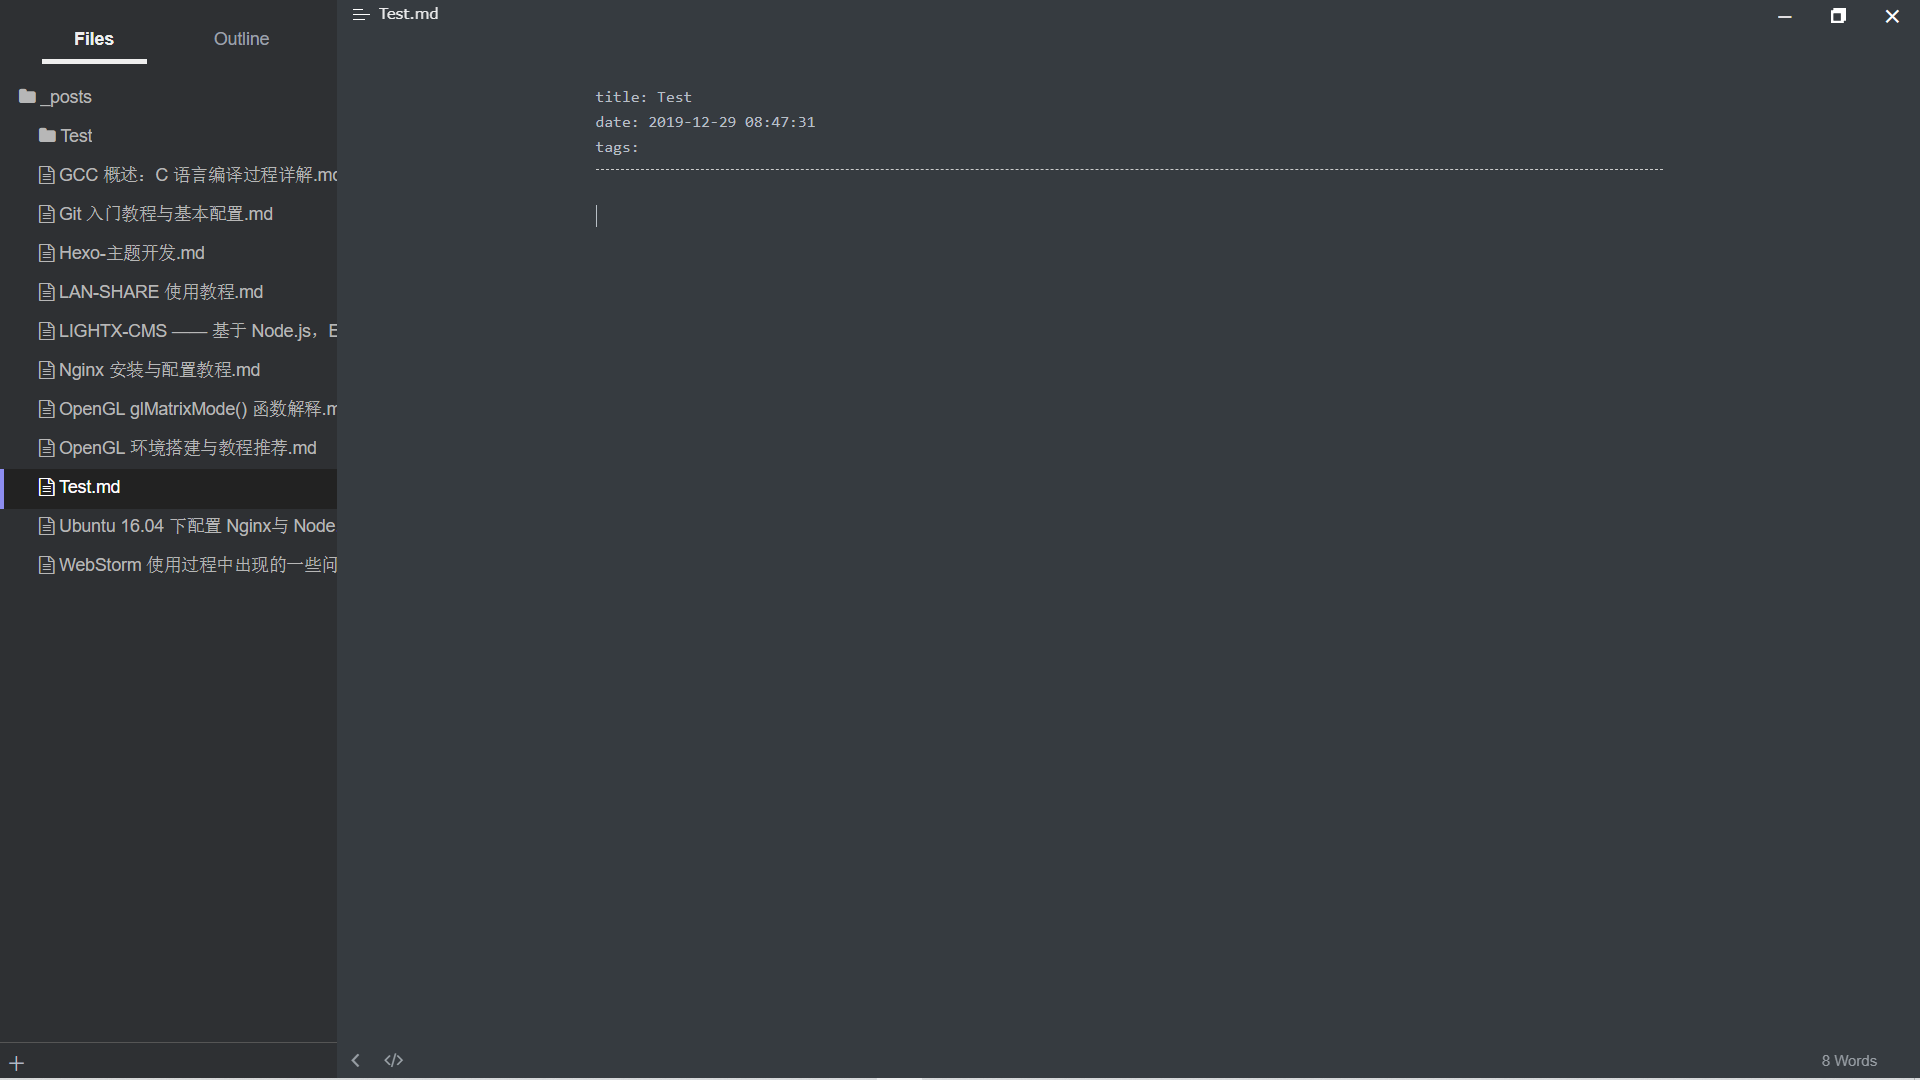 Files
Outline
_posts
Test
GCC 概述：C 语言编译过程详解.md
Git 入门教程与基本配置.md
Hexo-主题开发.md
LAN-SHARE 使用教程.md
LIGHTX-CMS —— 基于 Node.js，E
Nginx 安装与配置教程.md
OpenGL glMatrixMode() 函数解释.m
OpenGL 环境搭建与教程推荐.md
Test.md
Ubuntu 16.04 下配置 Nginx与 Node
WebStorm 使用过程中出现的一些问
Test.md
title: Test
date: 2019-12-29 08:47:31
tags:
8 Words